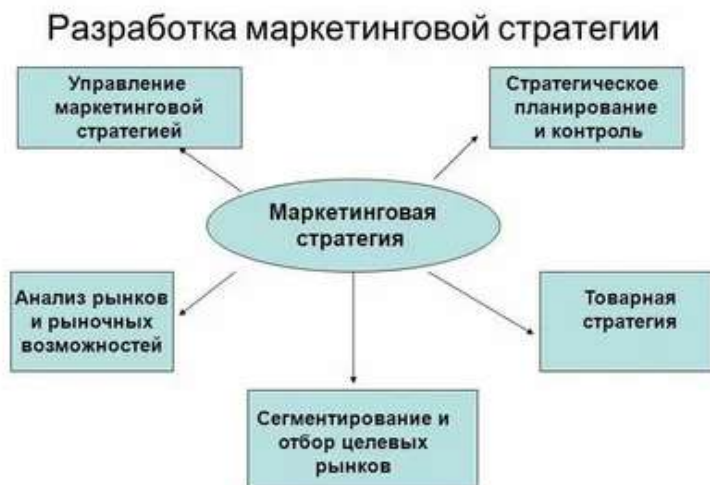 Разработка маркетинговой стратегии
Управление
маркетинговой
стратегией
Стратегическое
планирование
и контроль
Маркетинговая
стратегия
Анализ рынков
и рыночных
возможностей
Товарная
стратегия
Сегментирование и
отбор целевых
рынков